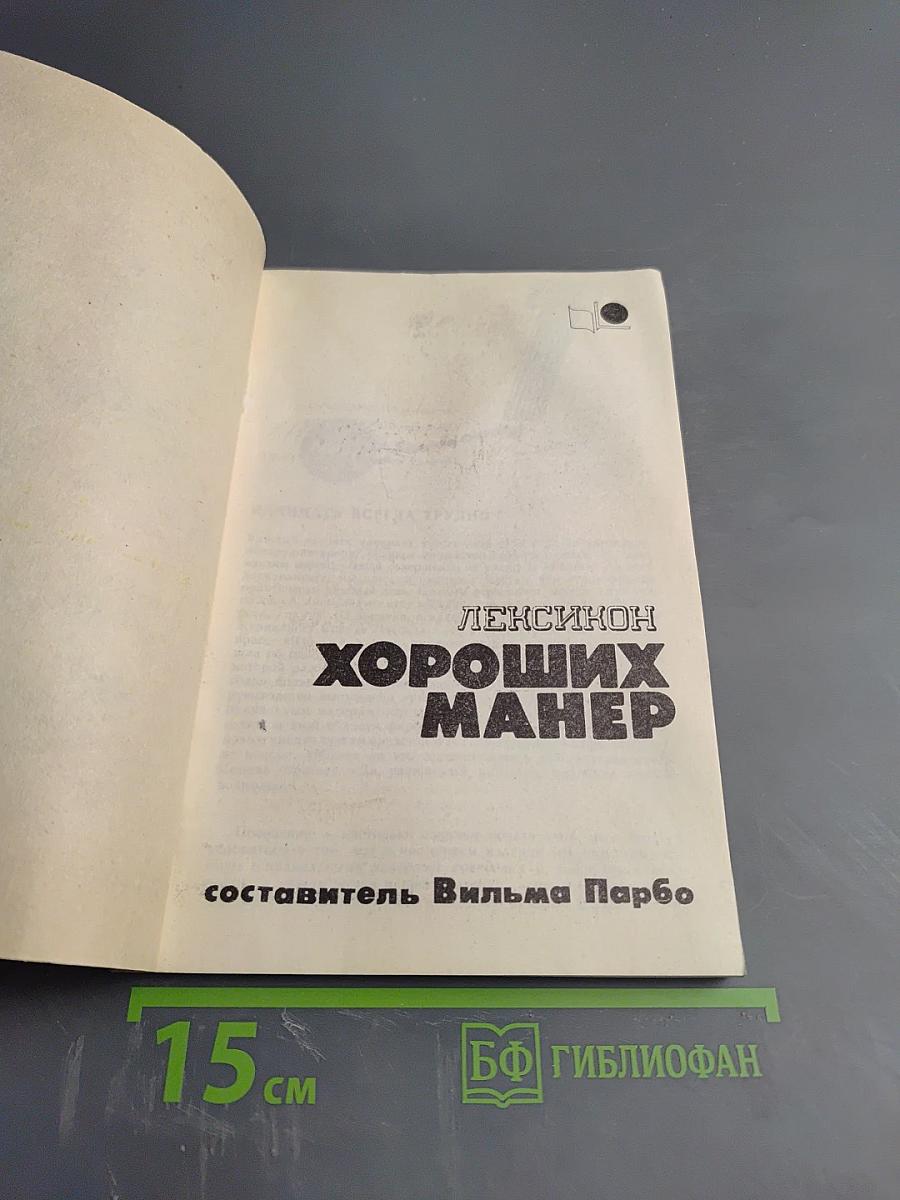 ЛЕКСИКОН
ХОРОШИХ
МАНЕР
составитель Вильма Парбо
15 см
БФ ГИБЛИОФАН